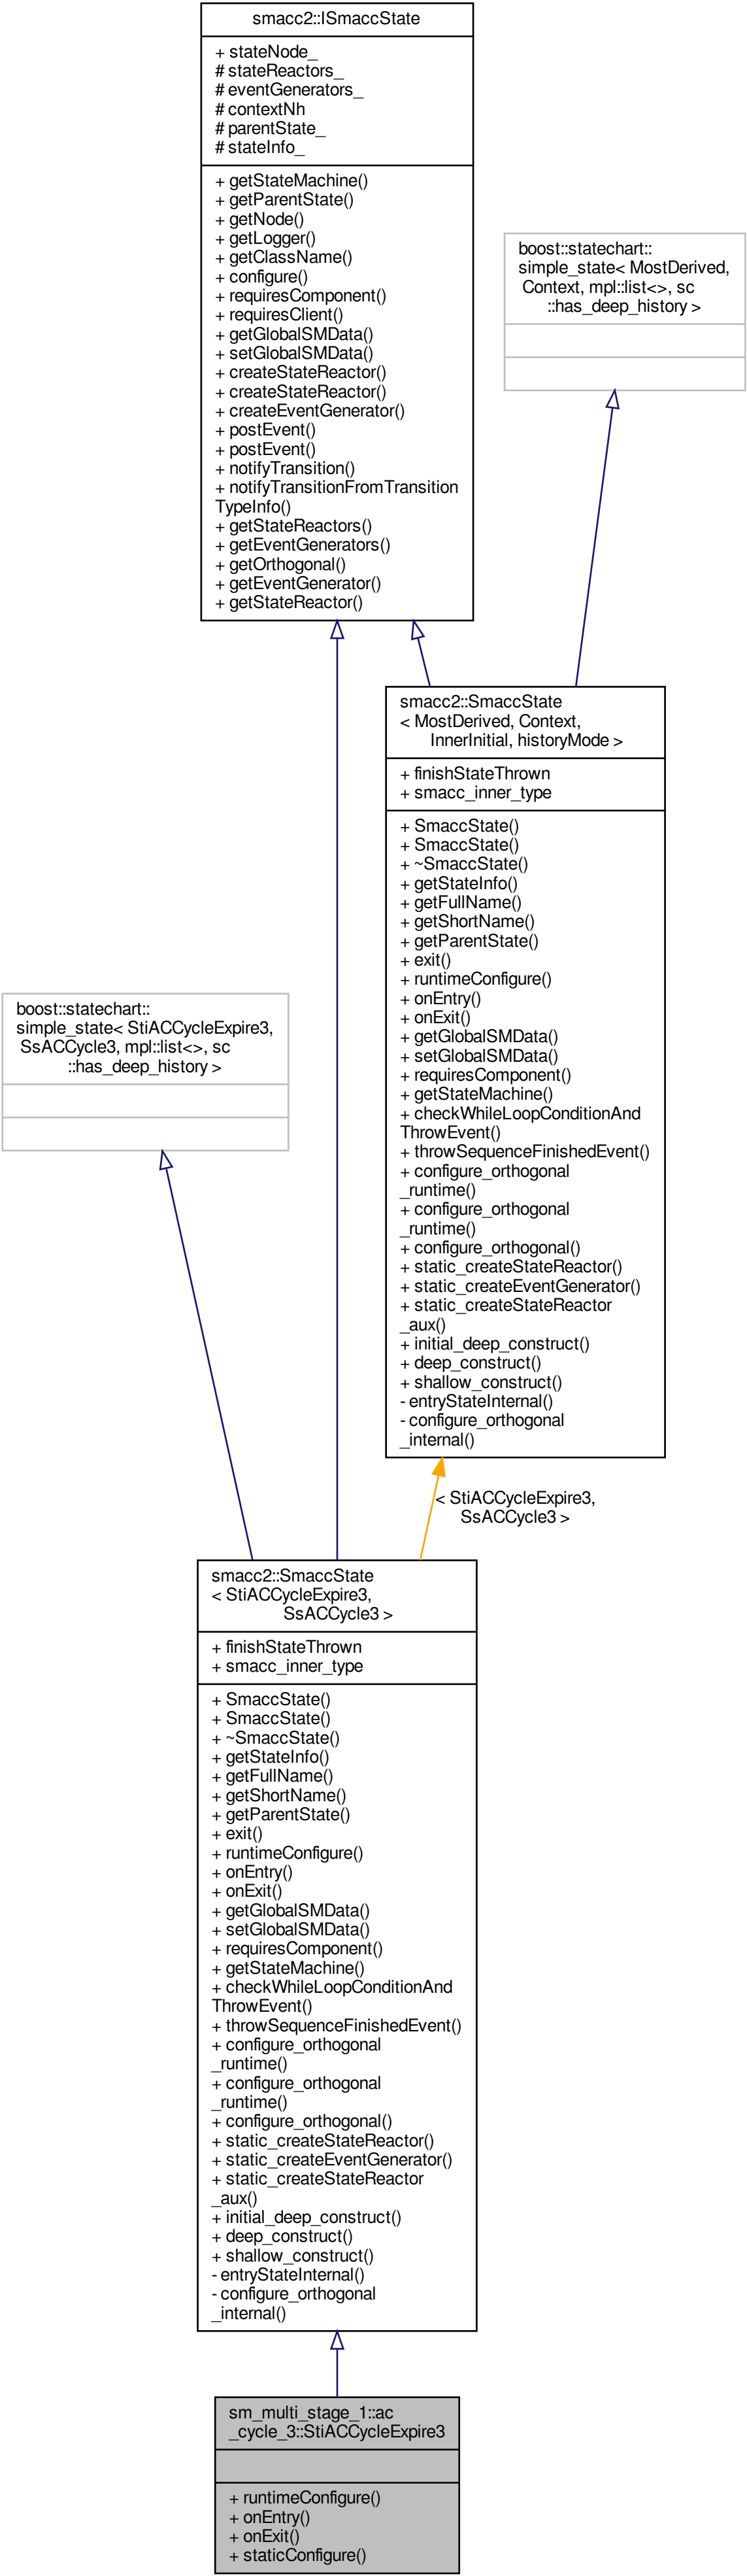 smacc2::ISmaccState
+ stateNode_
# stateReactors_
# eventGenerators_
# contextNh
# parentState_
# stateInfo_
+ getStateMachine()
+ getParentState()
+ getNode()
+ getLogger()
+ getClassName()
+ configure()
+ requiresComponent()
+ requiresClient()
+ getGlobalSMData()
+ setGlobalSMData()
+ createStateReactor()
+ createStateReactor()
+ createEventGenerator()
+ postEvent()
+ postEvent()
+ notifyTransition()
+ notifyTransitionFromTransition
TypeInfo()
+ getStateReactors()
+ getEventGenerators()
+ getOrthogonal()
+ getEventGenerator()
+ getStateReactor()
boost::statechart::
simple_state< MostDerived,
Context, mpl::list<>, sc
::has_deep_history >
smacc2::SmaccState
< MostDerived, Context,
InnerInitial, historyMode >
+ finishStateThrown
+ smacc_inner_type
+ SmaccState()
+ SmaccState()
+ ~SmaccState()
+ getStateInfo()
+ getFullName()
+ getShortName()
+ getParentState()
+ exit()
+ runtimeConfigure()
+ onEntry()
+ onExit()
+ getGlobalSMData()
+ setGlobalSMData()
+ requiresComponent()
+ getStateMachine()
+ checkWhileLoopConditionAnd
ThrowEvent()
+ throwSequenceFinishedEvent()
+ configure_orthogonal
_runtime()
+ configure_orthogonal
_runtime()
+ configure_orthogonal()
+ static_createStateReactor()
+ static_createEventGenerator()
+ static_createStateReactor
_aux()
+ initial_deep_construct()
+ deep_construct()
+ shallow_construct()
- entryStateInternal()
- configure_orthogonal
_internal()
boost::statechart::
simple_state< StiACCycleExpire3,
SsACCycle3, mpl::list<>, sc
::has_deep_history >
< StiACCycleExpire3,
SsACCycle3 >
smacc2::SmaccState
< StiACCycleExpire3,
SsACCycle3 >
+ finishStateThrown
+ smacc_inner_type
+ SmaccState()
+ SmaccState()
+ ~SmaccState()
+ getStateInfo()
+ getFullName()
+ getShortName()
+ getParentState()
+ exit()
+ runtimeConfigure()
+ onEntry()
+ onExit()
+ getGlobalSMData()
+ setGlobalSMData()
+ requiresComponent()
+ getStateMachine()
+ checkWhileLoopConditionAnd
ThrowEvent()
+ throwSequenceFinishedEvent()
+ configure_orthogonal
_runtime()
+ configure_orthogonal
_runtime()
+ configure_orthogonal()
+ static_createStateReactor()
+ static_createEventGenerator()
+ static_createStateReactor
_aux()
+ initial_deep_construct()
+ deep_construct()
+ shallow_construct()
- entryStateInternal()
- configure_orthogonal
_internal()
sm_multi_stage_1::ac
_cycle_3::StiACCycleExpire3
+ runtimeConfigure()
+ onEntry()
+ onExit()
+ staticConfigure()